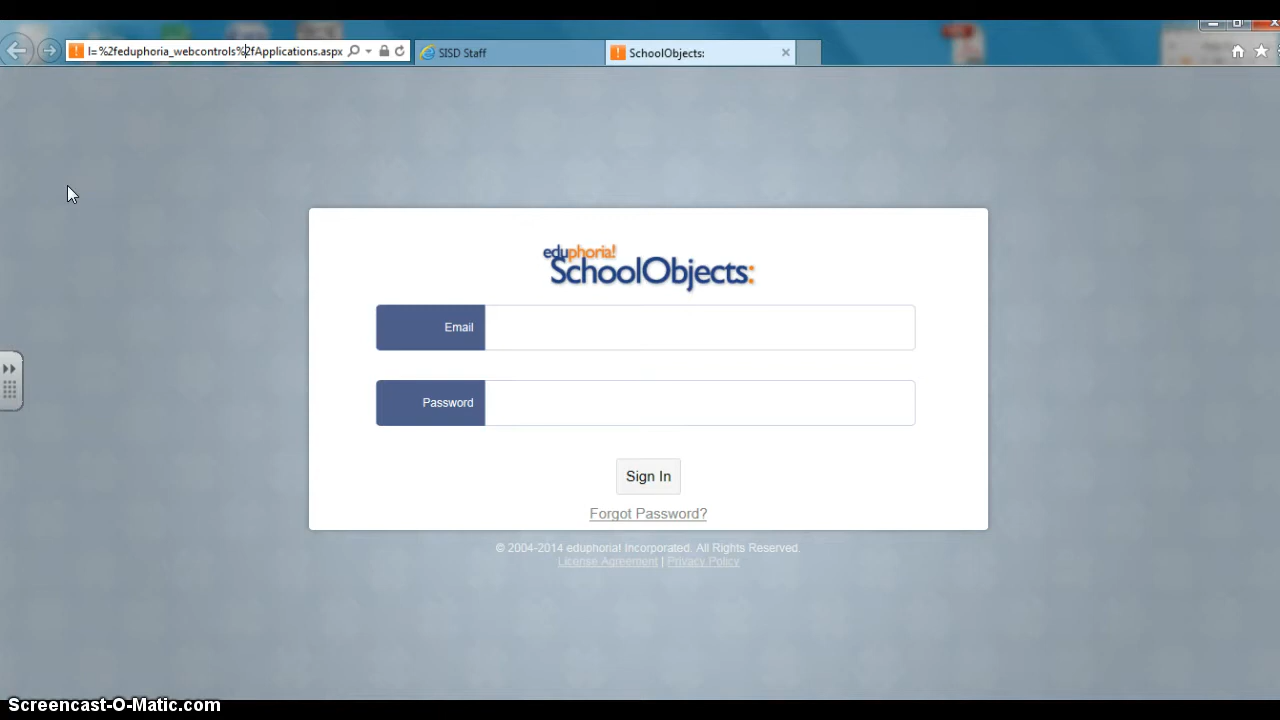 l=%2feduphoria_webcontrols%2fApplications.aspx
SISD Staff
SchoolObjects:
eduphoria!
SchoolObjects:
Email
Password
Sign In
Forgot Password?
© 2004-2014 eduphoria! Incorporated. All Rights Reserved.
License Agreement | Privacy Policy
Screencast-O-Matic.com